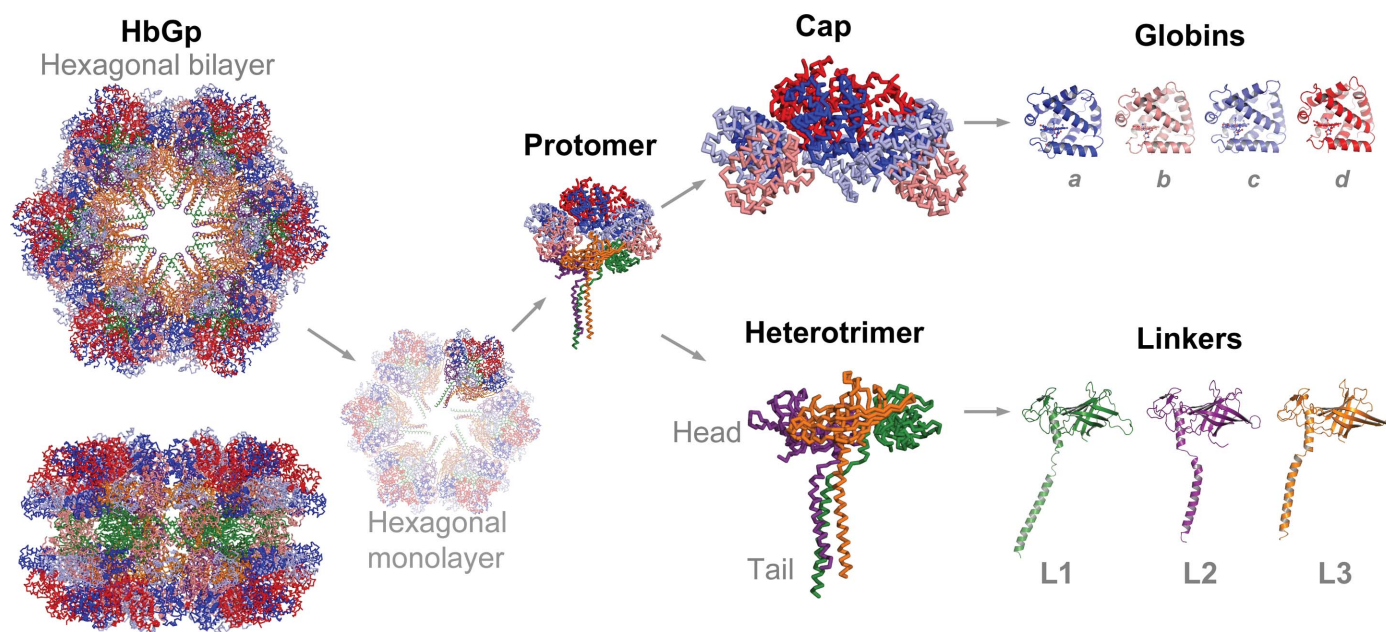 HbGp
Hexagonal bilayer
Protomer
Cap
Globins
a b c d
Hexagonal
monolayer
Heterotrimer
Head
Tail
Linkers
L1 L2 L3